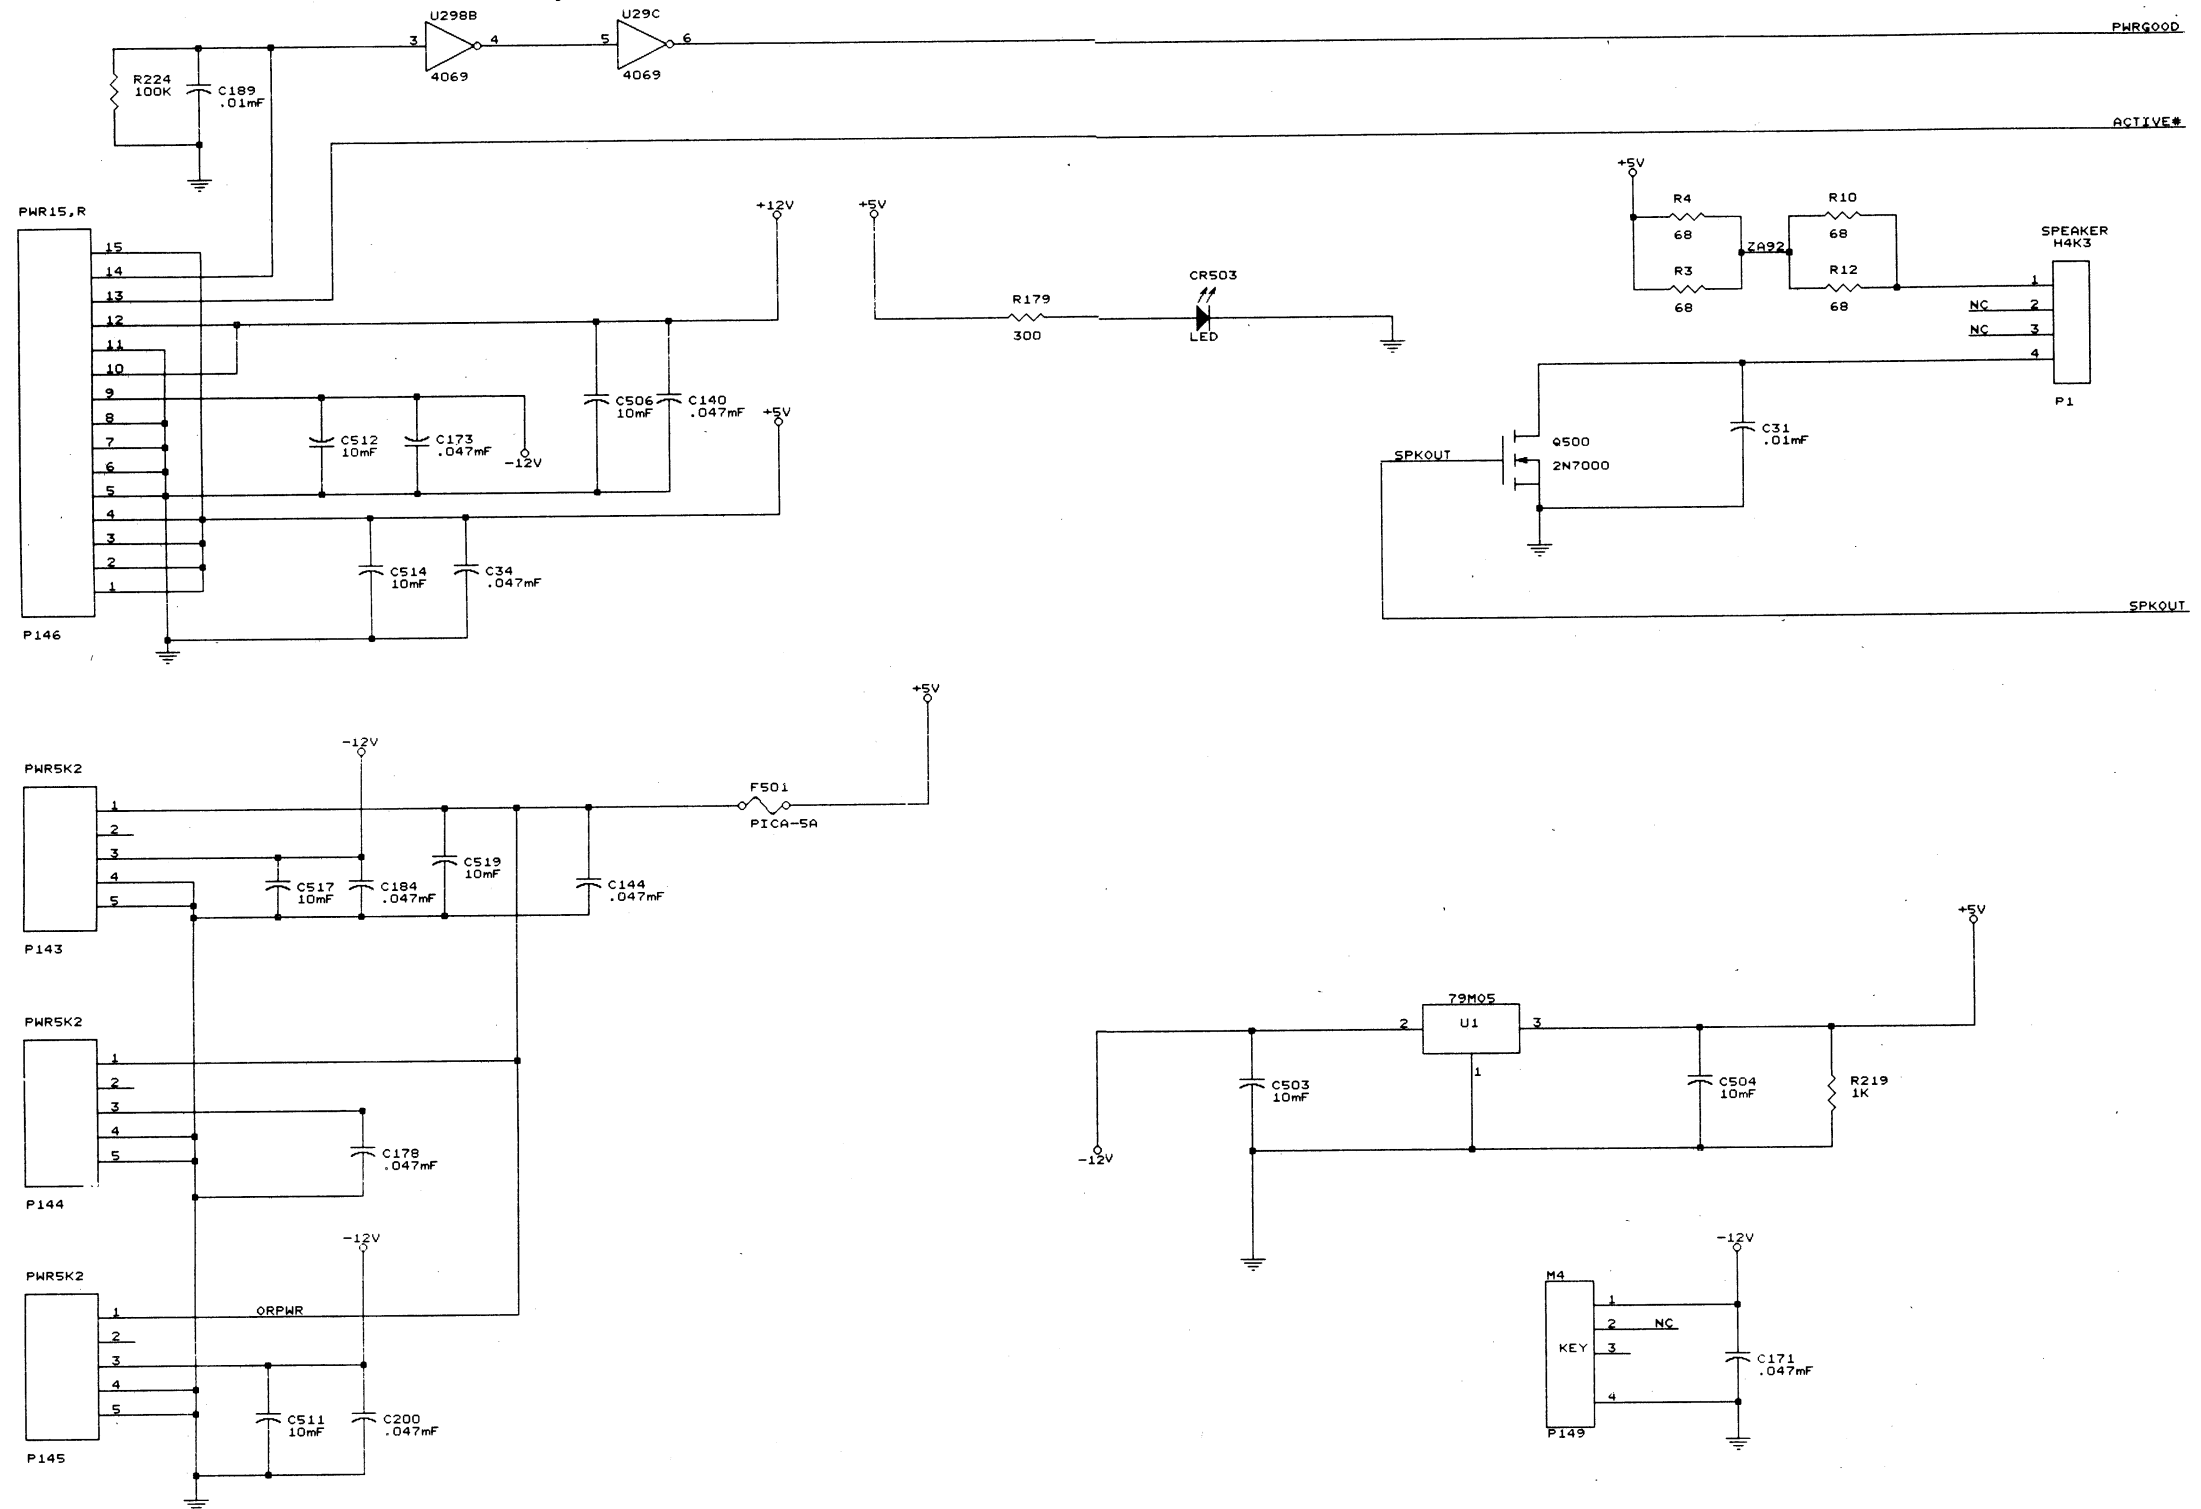 U29BB
3
4
4069
U29C
5
6
4069
PWRGOOD
R224
100K
C189
.01mF
ACTIVE#
PWR15,R
15
14
13
12
11
10
9
8
7
6
5
4
3
2
1
P146
+12V
C506
10mF
C140
.047mF
C512
10mF
C173
.047mF
-12V
+5V
C514
10mF
C34
.047mF
+5V
R179
300
CR503
LED
+5V
R4
68
R3
68
ZA92
R10
68
R12
68
SPEAKER
H4K3
1
NC 2
NC 3
4
P1
C31
.01mF
Q500
2N7000
SPKOUT
SPKOUT
PWR5K2
1
2
3
4
5
P143
-12V
C517
10mF
C184
.047mF
C519
10mF
C144
.047mF
F501
PICA-5A
+5V
PWR5K2
1
2
3
4
5
P144
C178
.047mF
PWR5K2
1
ORPWR
2
3
4
5
P145
-12V
C511
10mF
C200
.047mF
79M05
U1
2
3
1
-12V
C503
10mF
C504
10mF
R219
1K
+5V
M4
1
2 NC
KEY 3
4
P149
-12V
C171
.047mF